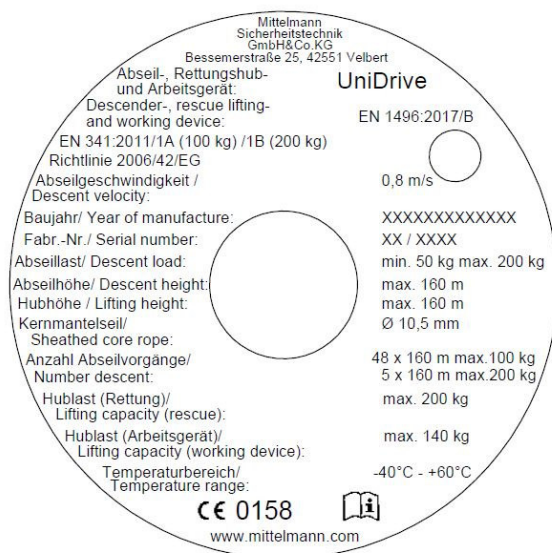 Mittelmann
Sicherheitstechnik
GmbH&Co.KG
Bessemerstraße 25, 42551 Velbert
Abseil-, Rettungshub-
und Arbeitsgerät:
UniDrive
Descender-, rescue lifting-
and working device:
EN 1496:2017/B
EN 341:2011/1A (100 kg) /1B (200 kg)
Richtlinie 2006/42/EG
Abseilgeschwindigkeit /
Descent velocity:
0,8 m/s
Baujahr/ Year of manufacture: XXXXXXXXXXXXX
Fabr.-Nr./ Serial number: XX / XXXX
Abseillast/ Descent load: min. 50 kg max. 200 kg
Abseilhöhe/ Descent height: max. 160 m
Hubhöhe / Lifting height: max. 160 m
Kernmantelseil/
Sheathed core rope:
Ø 10,5 mm
Anzahl Abseilvorgänge/ 48 x 160 m max.100 kg
Number descent: 5 x 160 m max.200 kg
Hublast (Rettung)/
Lifting capacity (rescue):
max. 200 kg
Hublast (Arbeitsgerät)/
Lifting capacity (working device):
max. 140 kg
Temperaturbereich/
Temperature range:
-40°C - +60°C
CE 0158
www.mittelmann.com